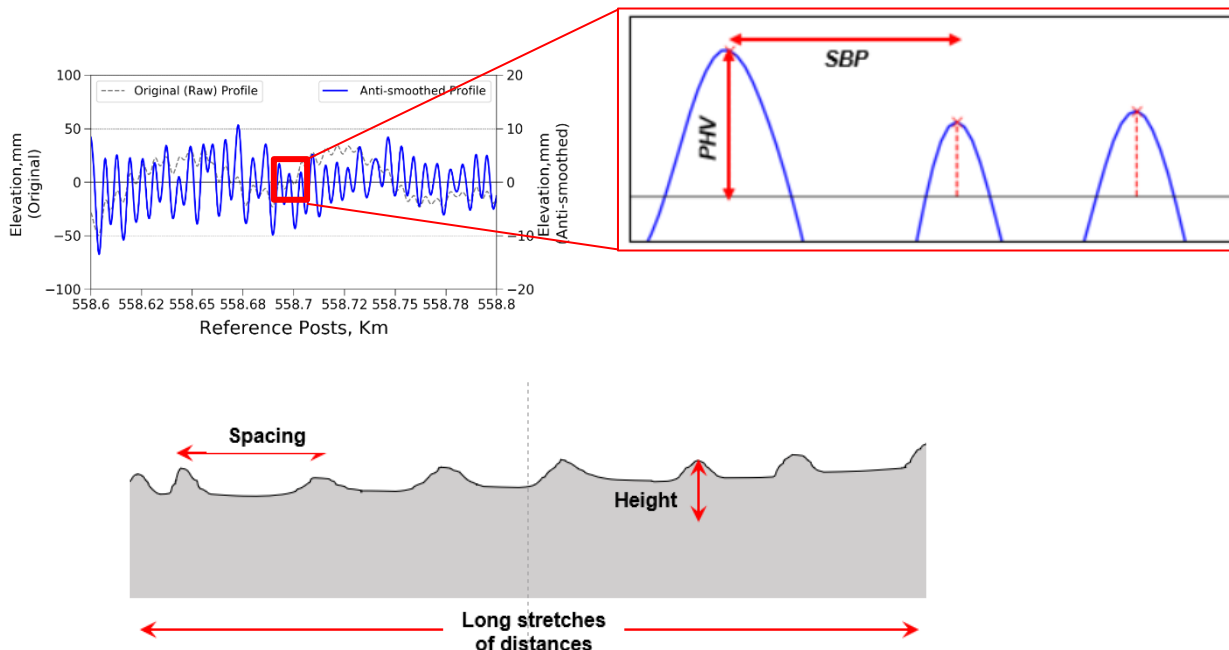 100
50
0
−50
−100
Elevation,mm
(Original)
Original (Raw) Profile
Anti-smoothed Profile
20
10
0
−10
−20
Elevation,mm
(Anti-smoothed)
558.6 558.62 558.65 558.68 558.7 558.72 558.75 558.78 558.8
Reference Posts, Km
SBP
PHV
Spacing
Height
Long stretches
of distances